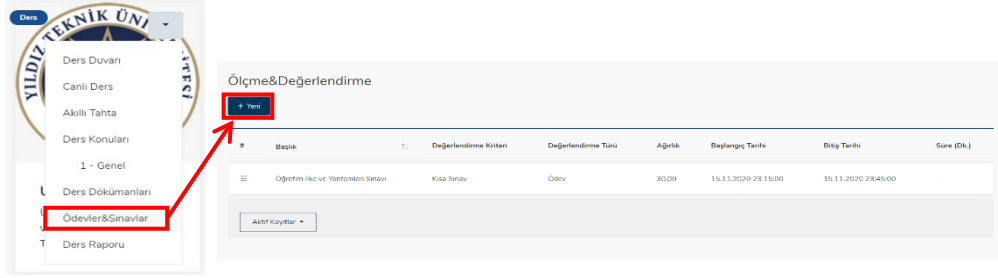 Ders
YILDIZ TEKNİK ÜNİ
TESİ
Ders Duvarı
Canlı Ders
Akıllı Tahta
Ders Konuları
1 - Genel
Ders Dökümanları
Ödevler&Sınavlar
Ders Raporu
U
U
v
T
Ölçme&Değerlendirme
+ Yeni
# Başlık ↑↓ Değerlendirme Kriteri Değerlendirme Türü Ağırlık Başlangıç Tarihi Bitiş Tarihi Süre (Dk.)
Öğretim İlke ve Yöntemleri Sınavı Kısa Sınav Ödev 30,00 15.11.2020 23:15:00 15.11.2020 23:45:00
Aktif Kayıtlar